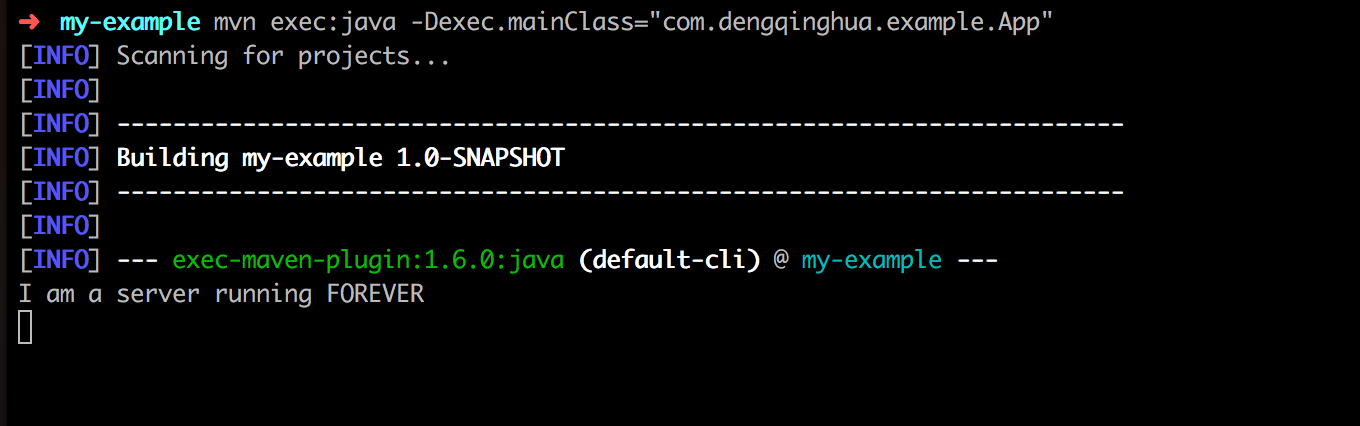 ➜ my-example mvn exec:java -Dexec.mainClass="com.dengqinghua.example.App"
[INFO] Scanning for projects...
[INFO]
[INFO] ------------------------------------------------------------------------
[INFO] Building my-example 1.0-SNAPSHOT
[INFO] ------------------------------------------------------------------------
[INFO]
[INFO] --- exec-maven-plugin:1.6.0:java (default-cli) @ my-example ---
I am a server running FOREVER